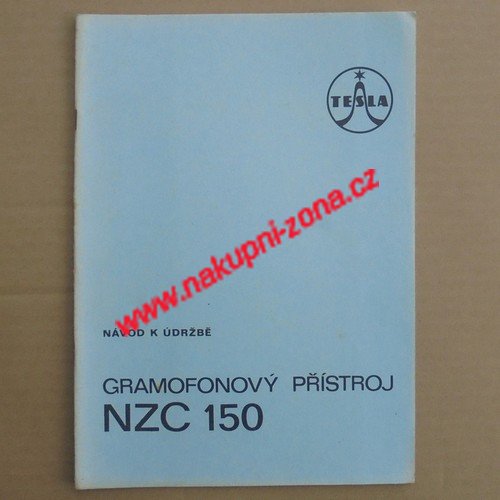 TESLA
www.nakupni-zona.cz
NÁVOD K ÚDRŽBĚ
GRAMOFONOVÝ PŘÍSTROJ
NZC 150